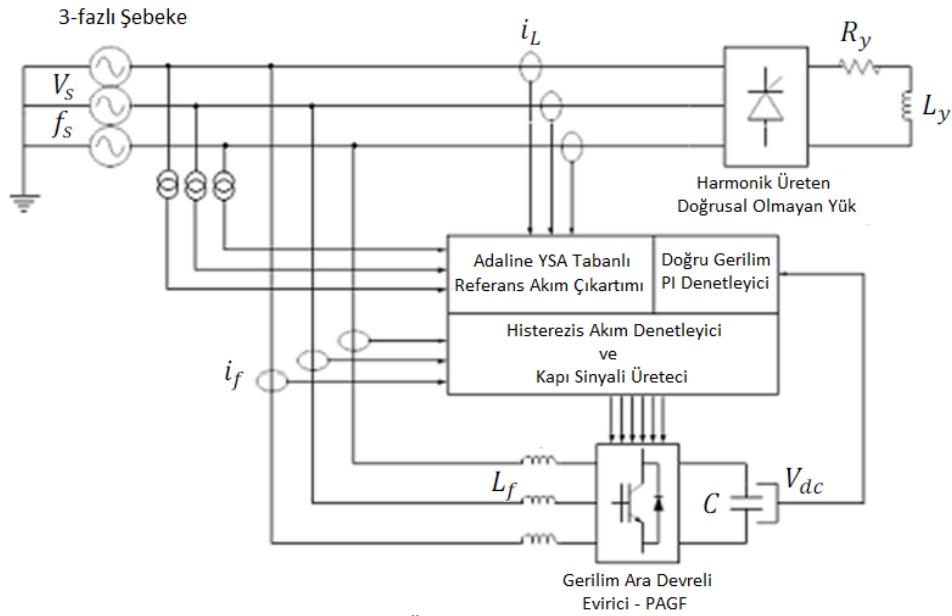 3-fazlı Şebeke
V_s
f_s
i_L
R_y
L_y
Harmonik Üreten
Doğrusal Olmayan Yük
Adaline YSA Tabanlı
Referans Akım Çıkartımı
Doğru Gerilim
PI Denetleyici
Histerezis Akım Denetleyici
ve
Kapı Sinyali Üreteci
i_f
L_f
C
V_dc
Gerilim Ara Devreli
Evirici - PAGF